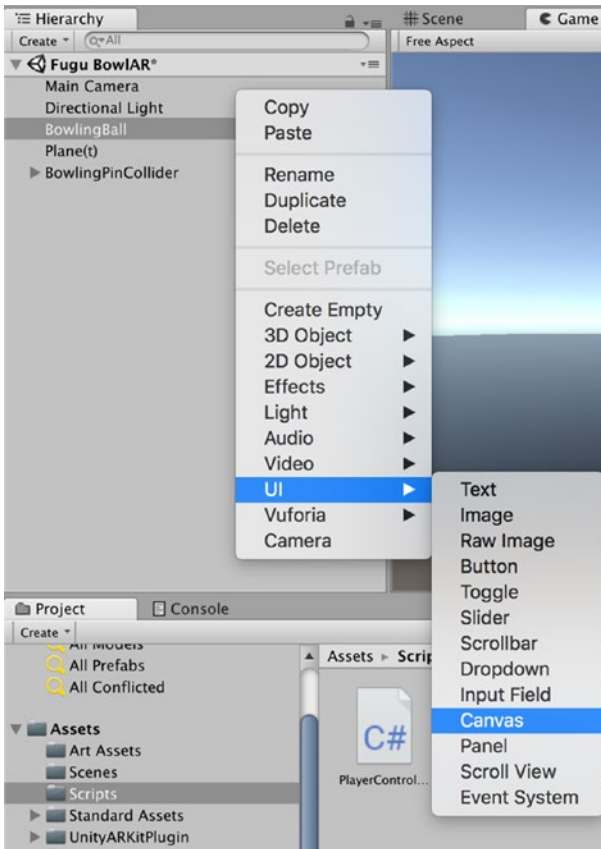 Hierarchy
Create
All
Fugu BowlAR*
Main Camera
Directional Light
BowlingBall
Plane(t)
BowlingPinCollider
Scene
Game
Free Aspect
Copy
Paste
Rename
Duplicate
Delete
Select Prefab
Create Empty
3D Object
2D Object
Effects
Light
Audio
Video
UI
Vuforia
Camera
Text
Image
Raw Image
Button
Toggle
Slider
Scrollbar
Dropdown
Input Field
Canvas
Panel
Scroll View
Event System
Project
Console
Create
All Models
All Prefabs
All Conflicted
Assets
Art Assets
Scenes
Scripts
Standard Assets
UnityARKitPlugin
Assets ▸ Scrip
C#
PlayerControl...